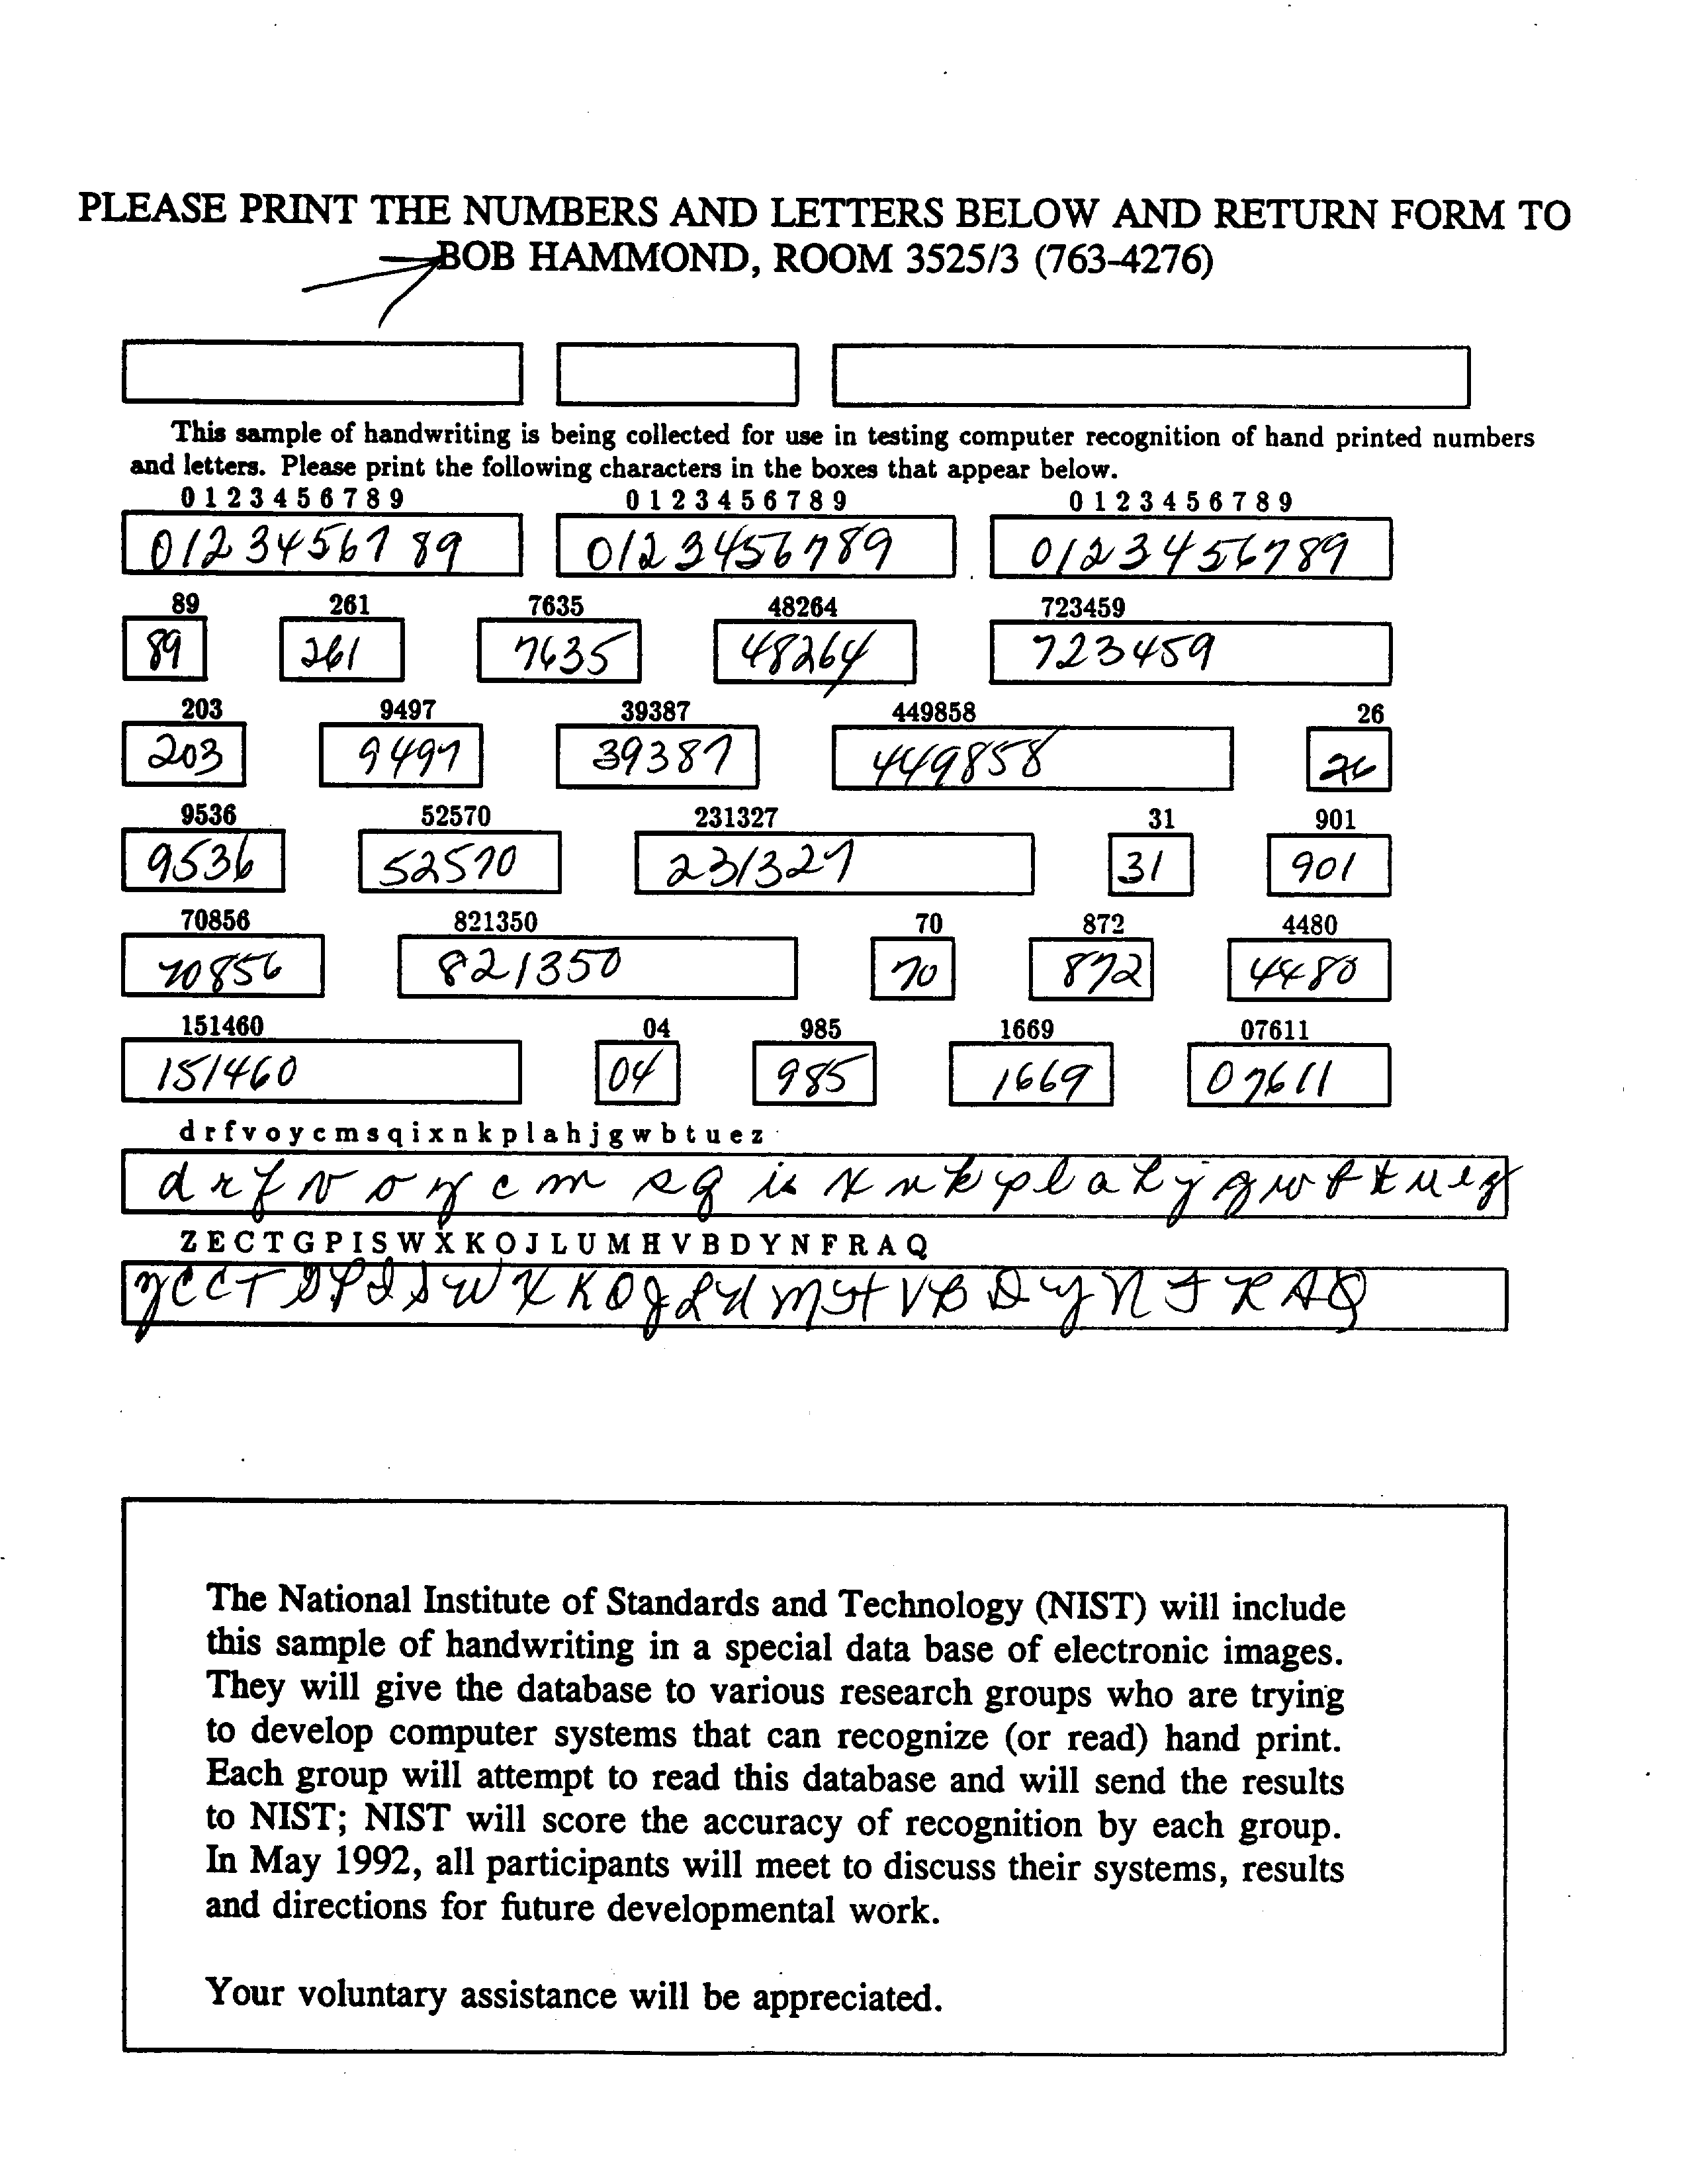 PLEASE PRINT THE NUMBERS AND LETTERS BELOW AND RETURN FORM TO
BOB HAMMOND, ROOM 3525/3 (763-4276)
This sample of handwriting is being collected for use in testing computer recognition of hand printed numbers
and letters. Please print the following characters in the boxes that appear below.
0 1 2 3 4 5 6 7 8 9 0 1 2 3 4 5 6 7 8 9 0 1 2 3 4 5 6 7 8 9
0123456789 0123456789 0123456789
89 261 7635 48264 723459
89 261 7635 48264 723459
203 9497 39387 449858 26
203 9497 39387 449858 26
9536 52570 231327 31 901
9536 52570 231327 31 901
70856 821350 70 872 4480
70856 821350 70 872 4480
151460 04 985 1669 07611
151460 04 985 1669 07611
d r f v o y c m s q i x n k p l a h j g w b t u e z
d r f v o y c m s q i s x n k p l a h j g w b t u e z
Z E C T G P I S W X K O J L U M H V B D Y N F R A Q
Z E C T G P I S W X K O J L U M H V B D Y N F R A Q
The National Institute of Standards and Technology (NIST) will include
this sample of handwriting in a special data base of electronic images.
They will give the database to various research groups who are trying
to develop computer systems that can recognize (or read) hand print.
Each group will attempt to read this database and will send the results
to NIST; NIST will score the accuracy of recognition by each group.
In May 1992, all participants will meet to discuss their systems, results
and directions for future developmental work.
Your voluntary assistance will be appreciated.